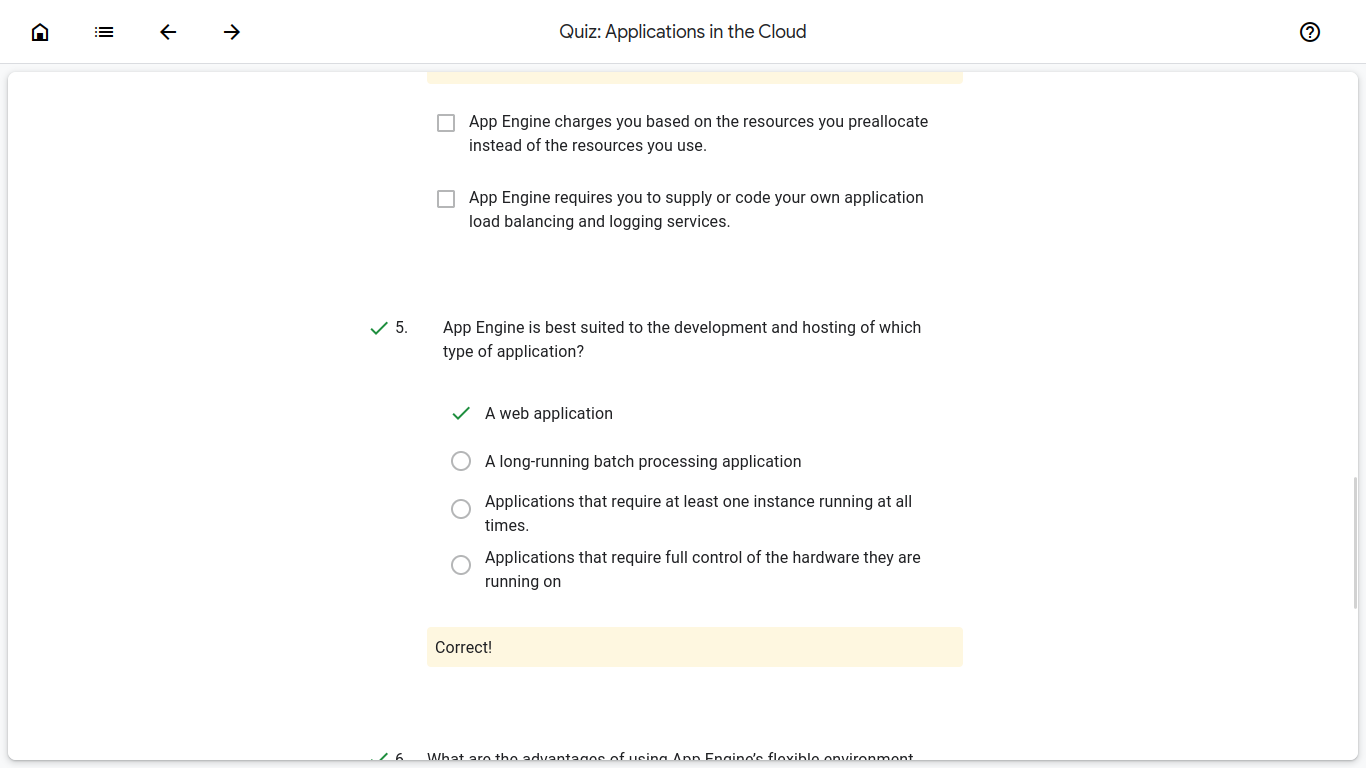 Quiz: Applications in the Cloud
App Engine charges you based on the resources you preallocate
instead of the resources you use.
App Engine requires you to supply or code your own application
load balancing and logging services.
5. App Engine is best suited to the development and hosting of which
type of application?
A web application
A long-running batch processing application
Applications that require at least one instance running at all
times.
Applications that require full control of the hardware they are
running on
Correct!
6. What are the advantages of using App Engine's flexible environment